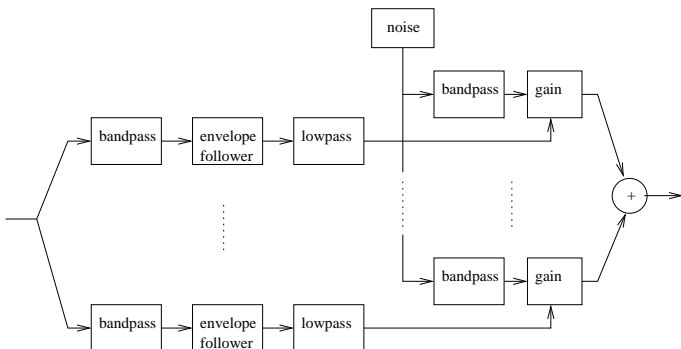 noise
bandpass
gain
bandpass
envelope
follower
lowpass
+
bandpass
gain
bandpass
envelope
follower
lowpass